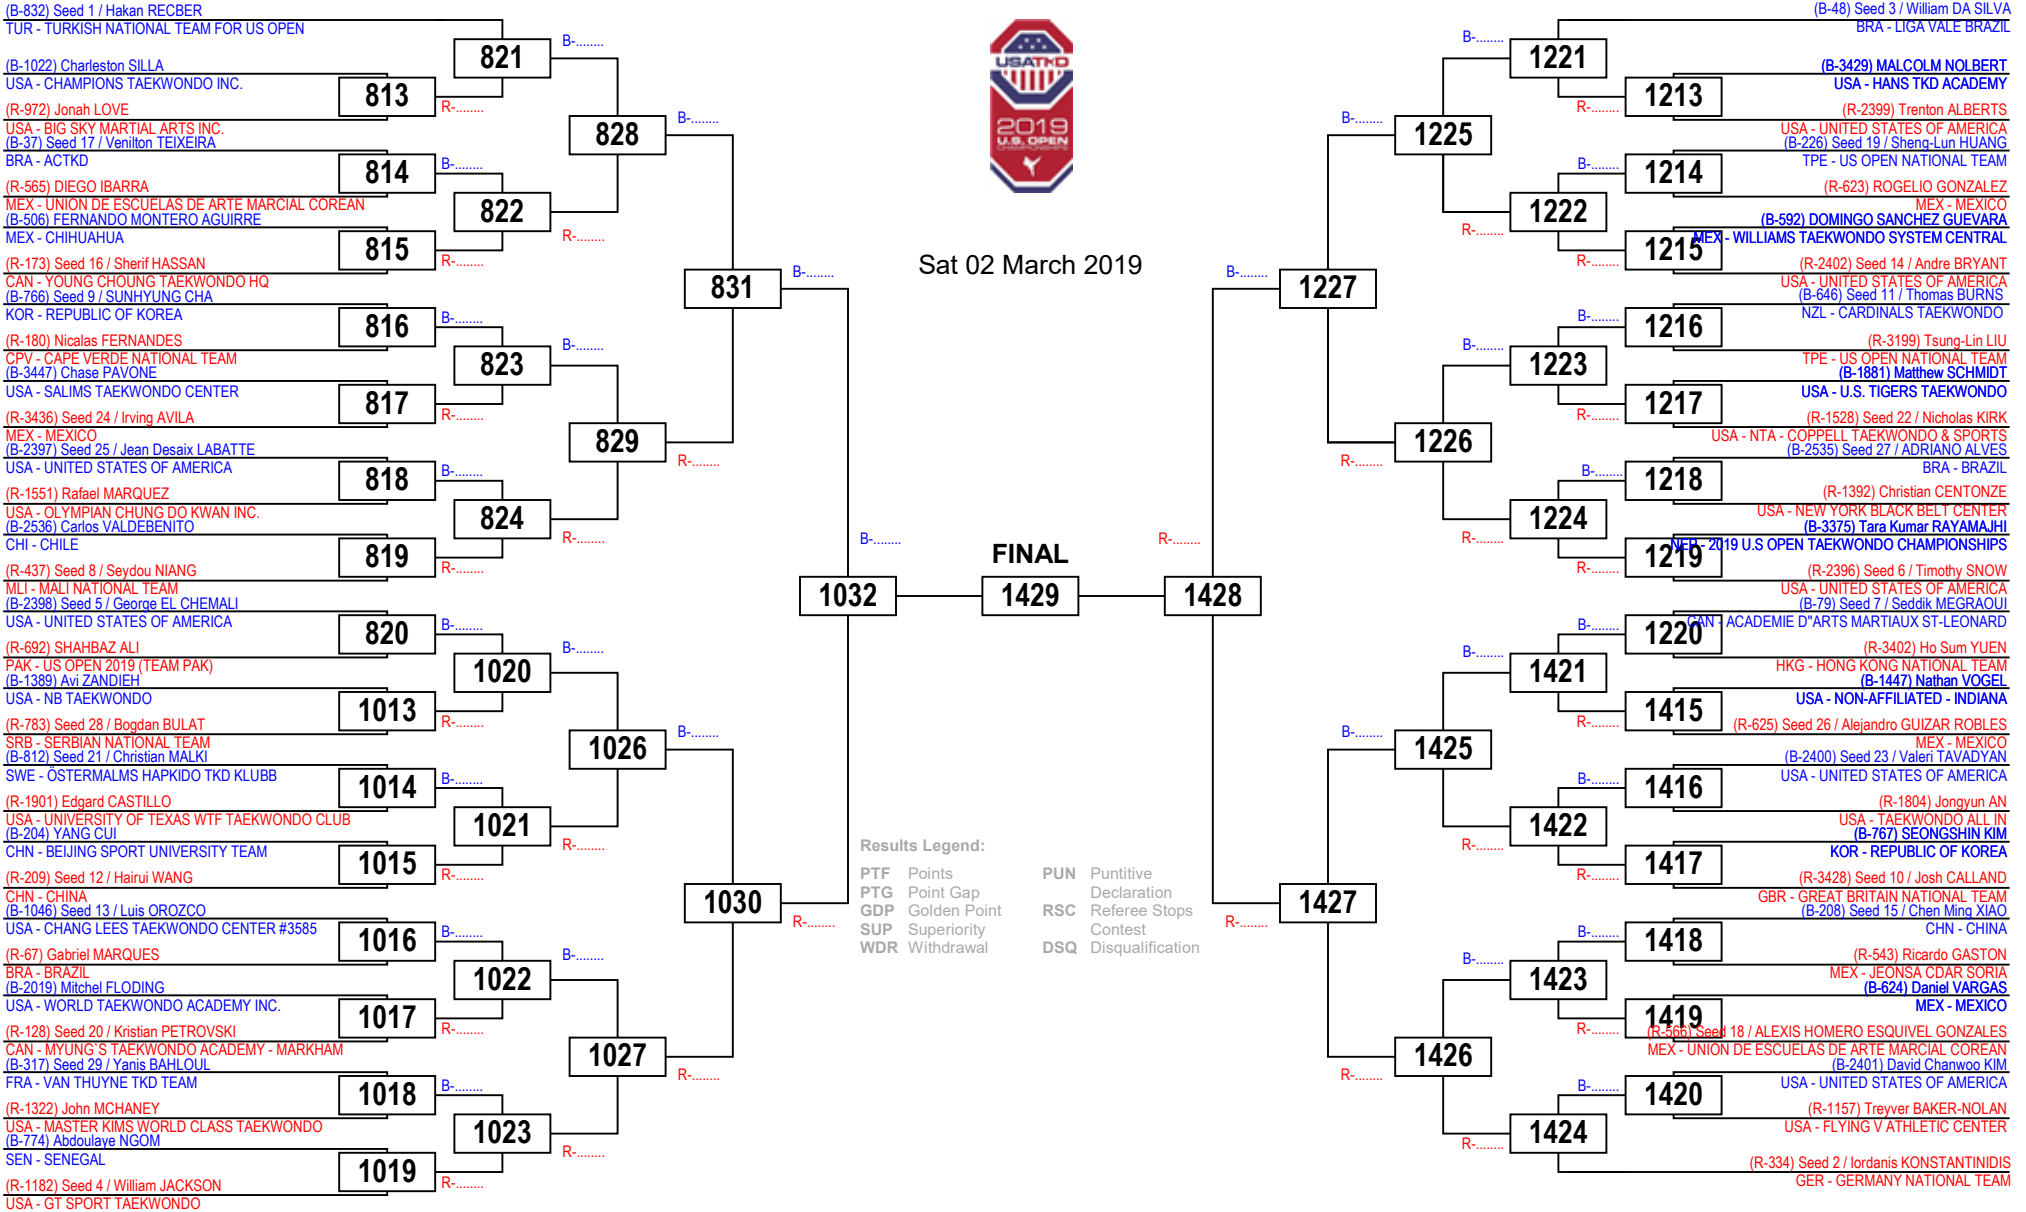 (B-832) Seed 1 / Hakan RECBER
TUR - TURKISH NATIONAL TEAM FOR US OPEN
(B-1022) Charleston SILLA
USA - CHAMPIONS TAEKWONDO INC.
(R-972) Jonah LOVE
USA - BIG SKY MARTIAL ARTS INC.
(B-37) Seed 17 / Venilton TEIXEIRA
BRA - ACTKD
(R-565) DIEGO IBARRA
MEX - UNION DE ESCUELAS DE ARTE MARCIAL COREAN
(B-506) FERNANDO MONTERO AGUIRRE
MEX - CHIHUAHUA
(R-173) Seed 16 / Sherif HASSAN
CAN - YOUNG CHOUNG TAEKWONDO HQ
(B-766) Seed 9 / SUNHYUNG CHA
KOR - REPUBLIC OF KOREA
(R-180) Nicalas FERNANDES
CPV - CAPE VERDE NATIONAL TEAM
(B-3447) Chase PAVONE
USA - SALIMS TAEKWONDO CENTER
(R-3436) Seed 24 / Irving AVILA
MEX - MEXICO
(B-2397) Seed 25 / Jean Desaix LABATTE
USA - UNITED STATES OF AMERICA
(R-1551) Rafael MARQUEZ
USA - OLYMPIAN CHUNG DO KWAN INC.
(B-2536) Carlos VALDEBENITO
CHI - CHILE
(R-437) Seed 8 / Seydou NIANG
MLI - MALI NATIONAL TEAM
(B-2398) Seed 5 / George EL CHEMALI
USA - UNITED STATES OF AMERICA
(R-692) SHAHBAZ ALI
PAK - US OPEN 2019 (TEAM PAK)
(B-1389) Avi ZANDIEH
USA - NB TAEKWONDO
(R-783) Seed 28 / Bogdan BULAT
SRB - SERBIAN NATIONAL TEAM
(B-812) Seed 21 / Christian MALKI
SWE - ÖSTERMALMS HAPKIDO TKD KLUBB
(R-1901) Edgard CASTILLO
USA - UNIVERSITY OF TEXAS WTF TAEKWONDO CLUB
(B-204) YANG CUI
CHN - BEIJING SPORT UNIVERSITY TEAM
(R-209) Seed 12 / Hairui WANG
CHN - CHINA
(B-1046) Seed 13 / Luis OROZCO
USA - CHANG LEES TAEKWONDO CENTER #3585
(R-67) Gabriel MARQUES
BRA - BRAZIL
(B-2019) Mitchel FLODING
USA - WORLD TAEKWONDO ACADEMY INC.
(R-128) Seed 20 / Kristian PETROVSKI
CAN - MYUNG`S TAEKWONDO ACADEMY - MARKHAM
(B-317) Seed 29 / Yanis BAHLOUL
FRA - VAN THUYNE TKD TEAM
(R-1322) John MCHANEY
USA - MASTER KIMS WORLD CLASS TAEKWONDO
(B-774) Abdoulaye NGOM
SEN - SENEGAL
(R-1182) Seed 4 / William JACKSON
USA - GT SPORT TAEKWONDO
813
814
815
816
817
818
819
820
1013
1014
1015
1016
1017
1018
1019
B-........
R-........
B-........
R-........
B-........
R-........
B-........
R-........
B-........
R-........
B-........
R-........
B-........
R-........
B-........
R-........
821
822
823
824
1020
1021
1022
1023
B-........
R-........
B-........
R-........
B-........
R-........
B-........
R-........
828
829
1026
1027
B-........
R-........
B-........
R-........
831
1030
B-........
R-........
1032
B-........
USATKD
2019
U.S. OPEN
CHAMPIONSHIPS
Sat 02 March 2019
FINAL
1429
Results Legend:
PTF Points
PTG Point Gap
GDP Golden Point
SUP Superiority
WDR Withdrawal
PUN Puntitive
Declaration
RSC Referee Stops
Contest
DSQ Disqualification
R-........
1428
B-........
R-........
1227
1427
B-........
R-........
B-........
R-........
1225
1226
1425
1426
B-........
R-........
B-........
R-........
B-........
R-........
B-........
R-........
1221
1222
1223
1224
1421
1422
1423
1424
R-........
B-........
R-........
B-........
R-........
B-........
R-........
B-........
R-........
B-........
R-........
B-........
R-........
B-........
1213
1214
1215
1216
1217
1218
1219
1220
1415
1416
1417
1418
1419
1420
(B-48) Seed 3 / William DA SILVA
BRA - LIGA VALE BRAZIL
(B-3429) MALCOLM NOLBERT
USA - HANS TKD ACADEMY
(R-2399) Trenton ALBERTS
USA - UNITED STATES OF AMERICA
(B-226) Seed 19 / Sheng-Lun HUANG
TPE - US OPEN NATIONAL TEAM
(R-623) ROGELIO GONZALEZ
MEX - MEXICO
(B-592) DOMINGO SANCHEZ GUEVARA
MEX - WILLIAMS TAEKWONDO SYSTEM CENTRAL
(R-2402) Seed 14 / Andre BRYANT
USA - UNITED STATES OF AMERICA
(B-646) Seed 11 / Thomas BURNS
NZL - CARDINALS TAEKWONDO
(R-3199) Tsung-Lin LIU
TPE - US OPEN NATIONAL TEAM
(B-1881) Matthew SCHMIDT
USA - U.S. TIGERS TAEKWONDO
(R-1528) Seed 22 / Nicholas KIRK
USA - NTA - COPPELL TAEKWONDO & SPORTS
(B-2535) Seed 27 / ADRIANO ALVES
BRA - BRAZIL
(R-1392) Christian CENTONZE
USA - NEW YORK BLACK BELT CENTER
(B-3375) Tara Kumar RAYAMAJHI
NEP - 2019 U.S OPEN TAEKWONDO CHAMPIONSHIPS
(R-2396) Seed 6 / Timothy SNOW
USA - UNITED STATES OF AMERICA
(B-79) Seed 7 / Seddik MEGRAOUI
CAN - ACADEMIE D"ARTS MARTIAUX ST-LEONARD
(R-3402) Ho Sum YUEN
HKG - HONG KONG NATIONAL TEAM
(B-1447) Nathan VOGEL
USA - NON-AFFILIATED - INDIANA
(R-625) Seed 26 / Alejandro GUIZAR ROBLES
MEX - MEXICO
(B-2400) Seed 23 / Valeri TAVADYAN
USA - UNITED STATES OF AMERICA
(R-1804) Jongyun AN
USA - TAEKWONDO ALL IN
(B-767) SEONGSHIN KIM
KOR - REPUBLIC OF KOREA
(R-3428) Seed 10 / Josh CALLAND
GBR - GREAT BRITAIN NATIONAL TEAM
(B-208) Seed 15 / Chen Ming XIAO
CHN - CHINA
(R-543) Ricardo GASTON
MEX - JEONSA CDAR SORIA
(B-624) Daniel VARGAS
MEX - MEXICO
(R-566) Seed 18 / ALEXIS HOMERO ESQUIVEL GONZALES
MEX - UNION DE ESCUELAS DE ARTE MARCIAL COREAN
(B-2401) David Chanwoo KIM
USA - UNITED STATES OF AMERICA
(R-1157) Treyver BAKER-NOLAN
USA - FLYING V ATHLETIC CENTER
(R-334) Seed 2 / Iordanis KONSTANTINIDIS
GER - GERMANY NATIONAL TEAM